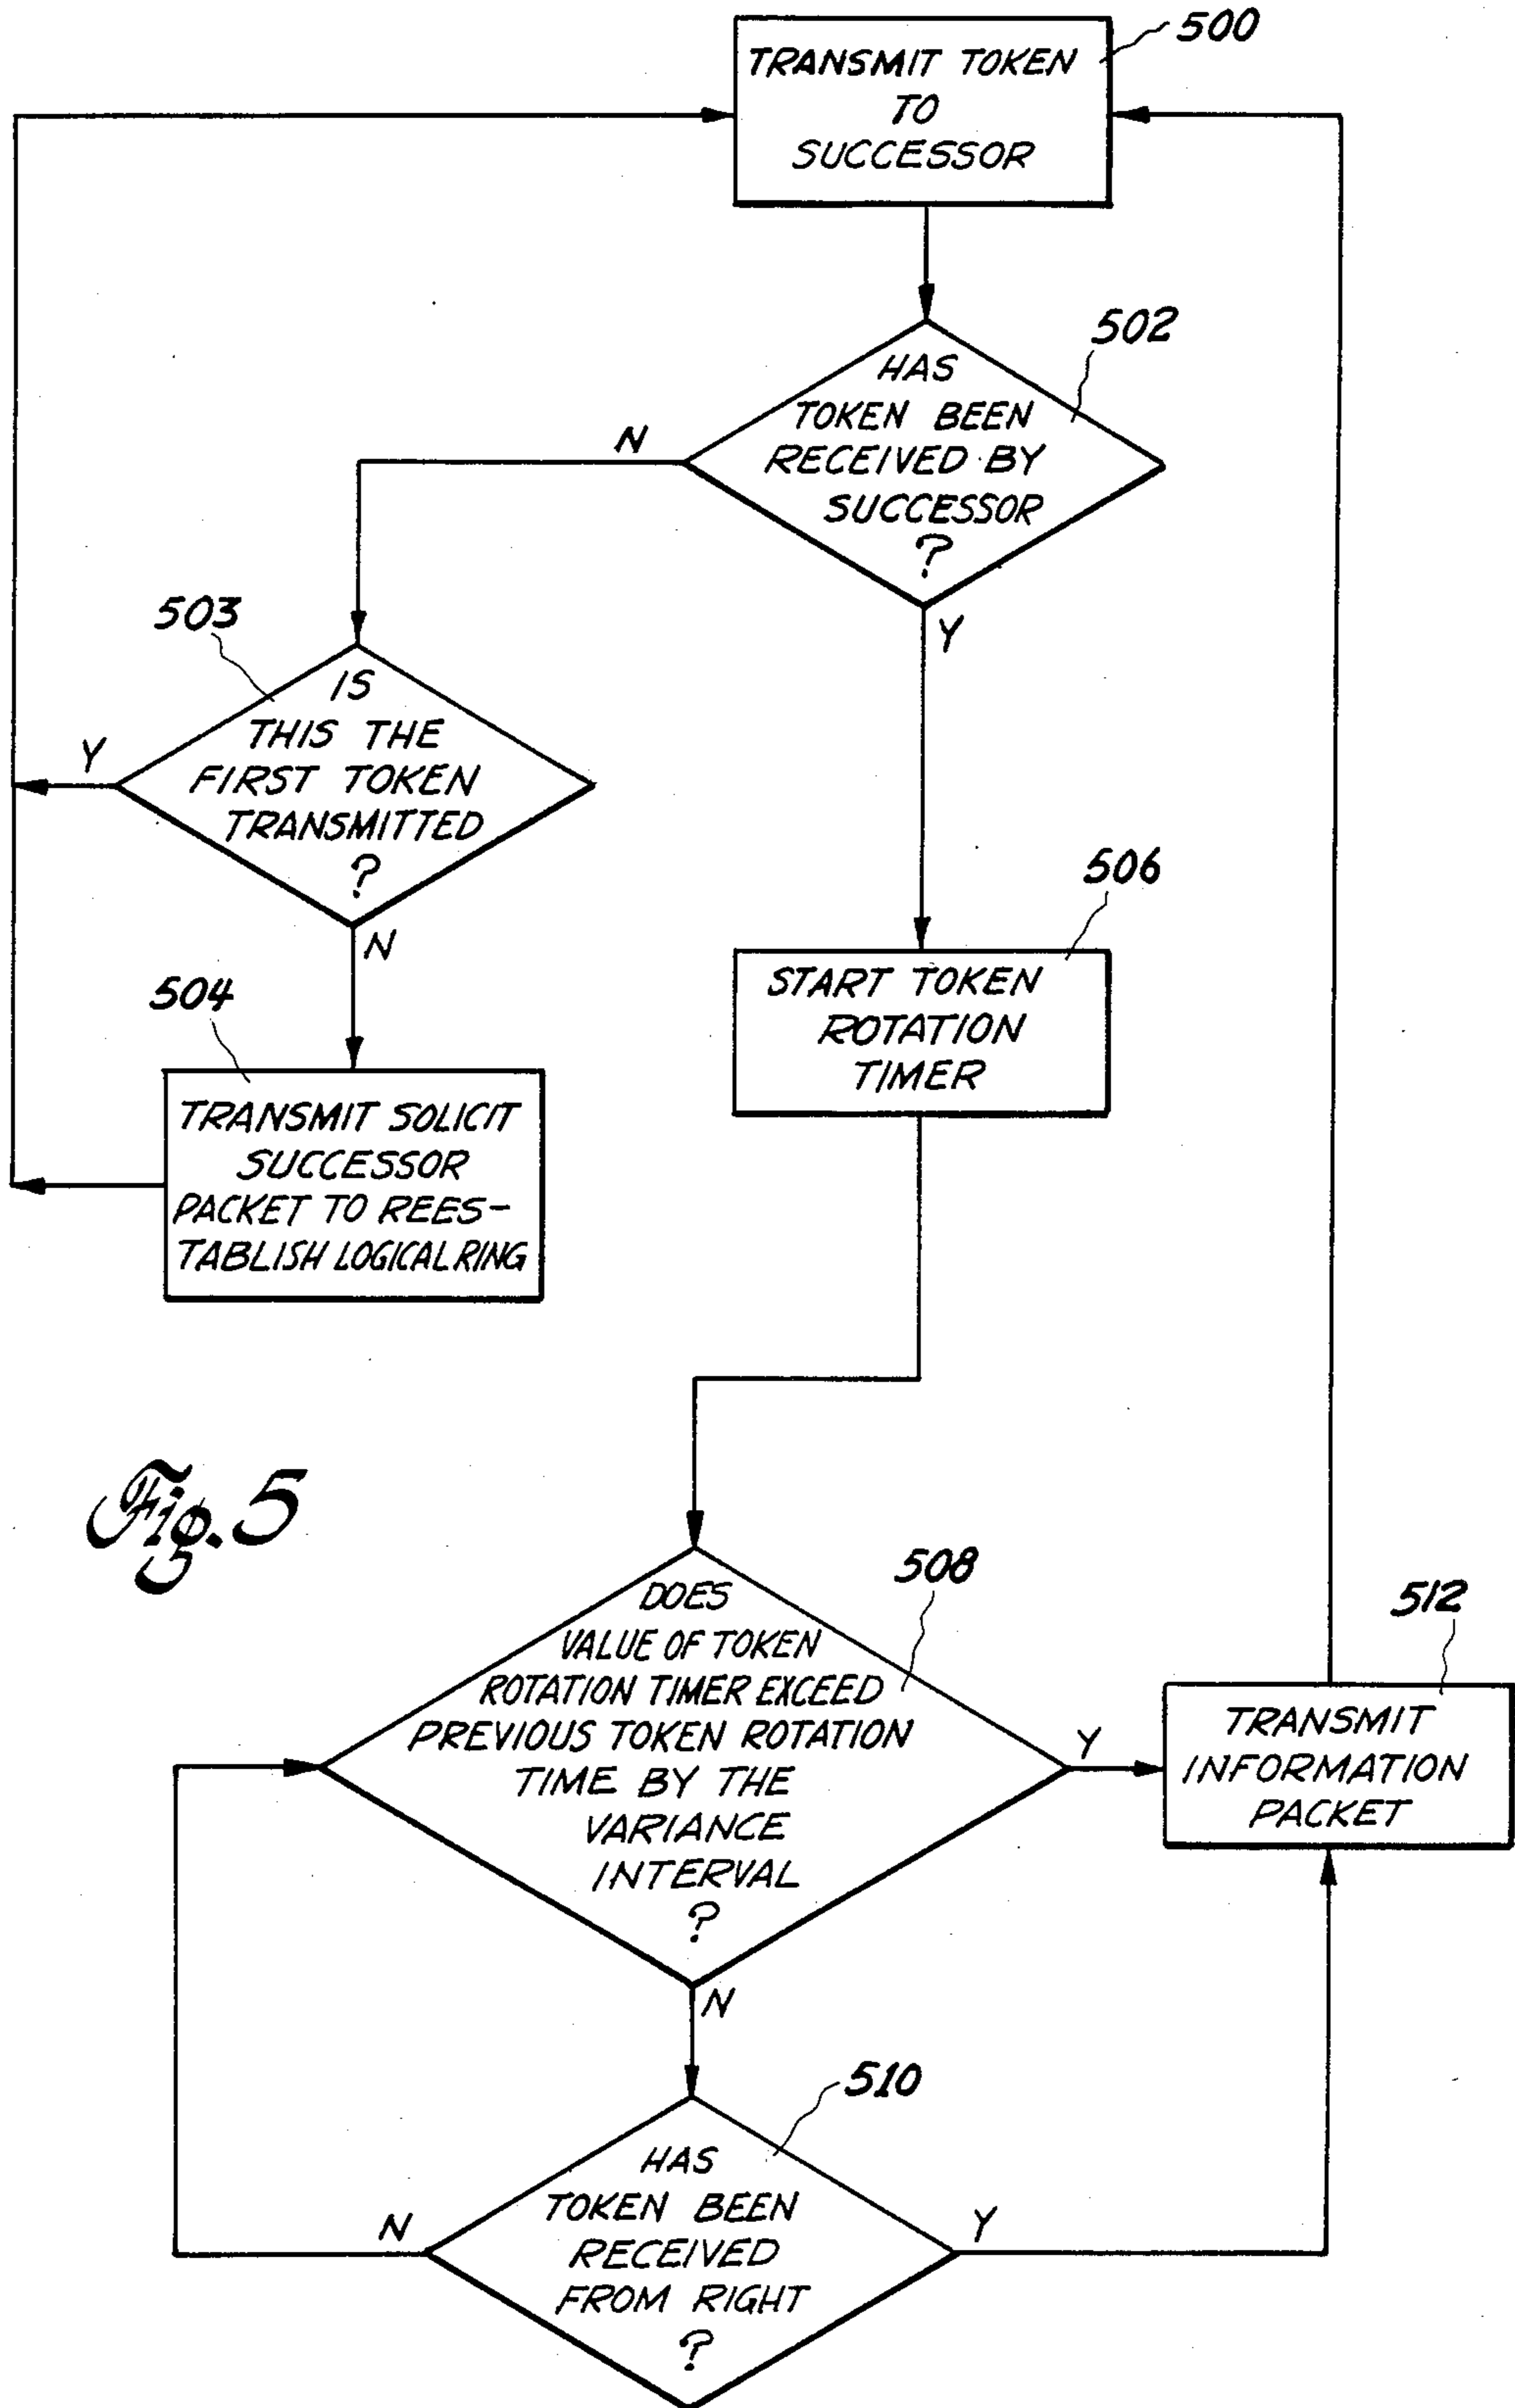 500
TRANSMIT TOKEN
TO
SUCCESSOR
502
HAS
TOKEN BEEN
RECEIVED BY
SUCCESSOR
?
N
Y
503
IS
THIS THE
FIRST TOKEN
TRANSMITTED
?
Y
N
504
TRANSMIT SOLICIT
SUCCESSOR
PACKET TO REES-
TABLISH LOGICAL RING
506
START TOKEN
ROTATION
TIMER
Fig. 5
508
DOES
VALUE OF TOKEN
ROTATION TIMER EXCEED
PREVIOUS TOKEN ROTATION
TIME BY THE
VARIANCE
INTERVAL
?
Y
N
512
TRANSMIT
INFORMATION
PACKET
510
HAS
TOKEN BEEN
RECEIVED
FROM RIGHT
?
N
Y